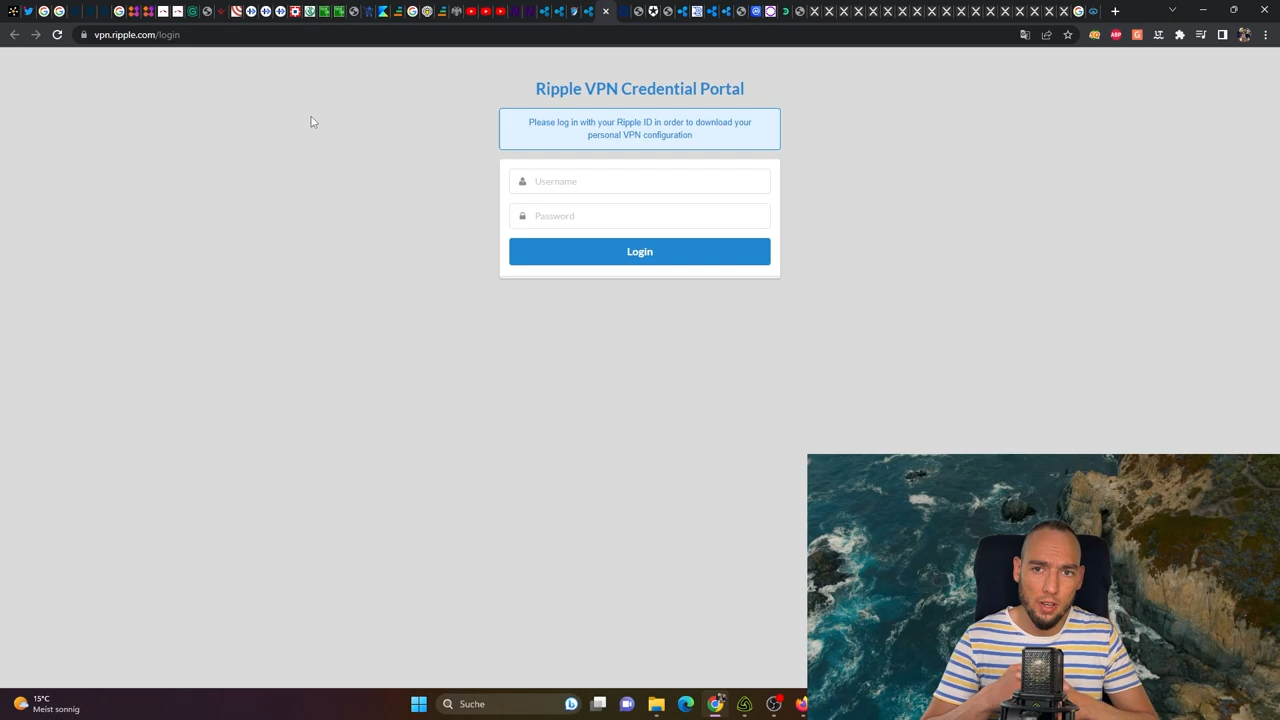 vpn.ripple.com/login
ABP
Ripple VPN Credential Portal
Please log in with your Ripple ID in order to download your
personal VPN configuration
Username
Password
Login
15°C
Meist sonnig
Suche